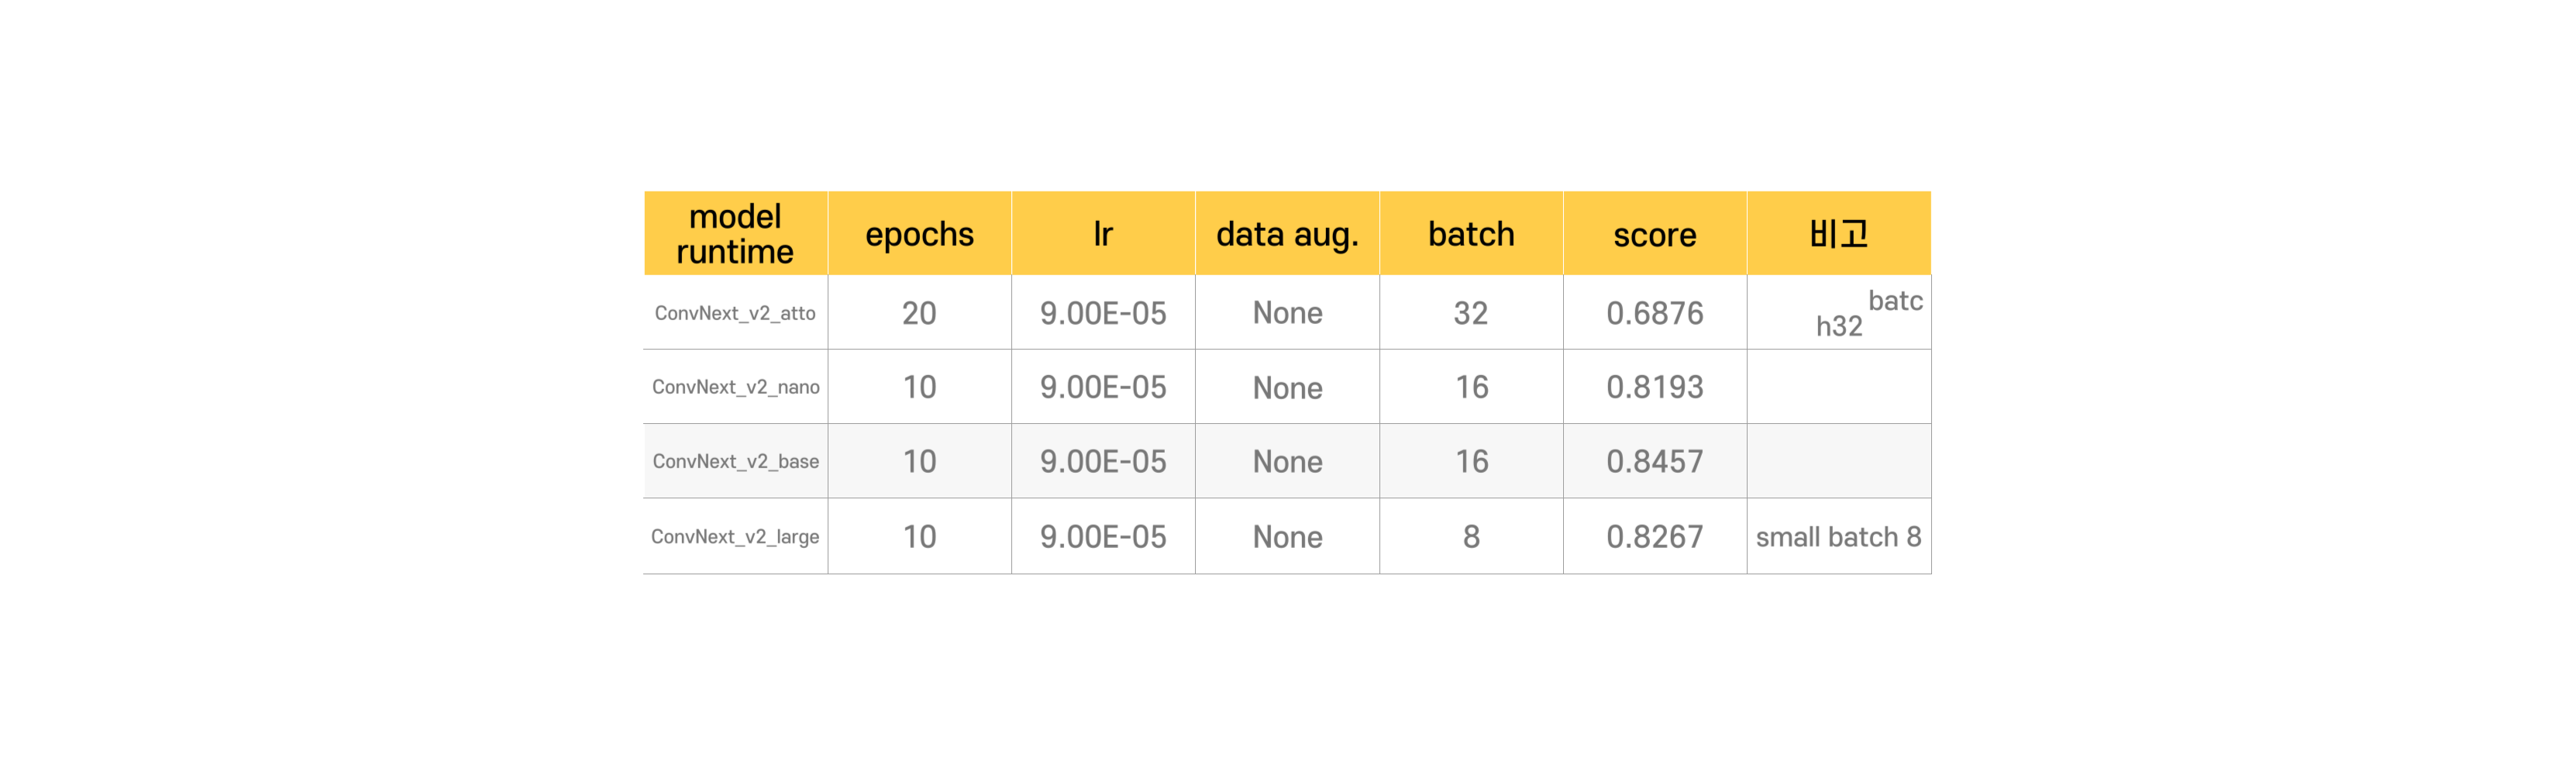 model runtime epochs lr data aug. batch score 비고
ConvNext_v2_atto 20 9.00E-05 None 32 0.6876 batc
h32
ConvNext_v2_nano 10 9.00E-05 None 16 0.8193
ConvNext_v2_base 10 9.00E-05 None 16 0.8457
ConvNext_v2_large 10 9.00E-05 None 8 0.8267 small batch 8